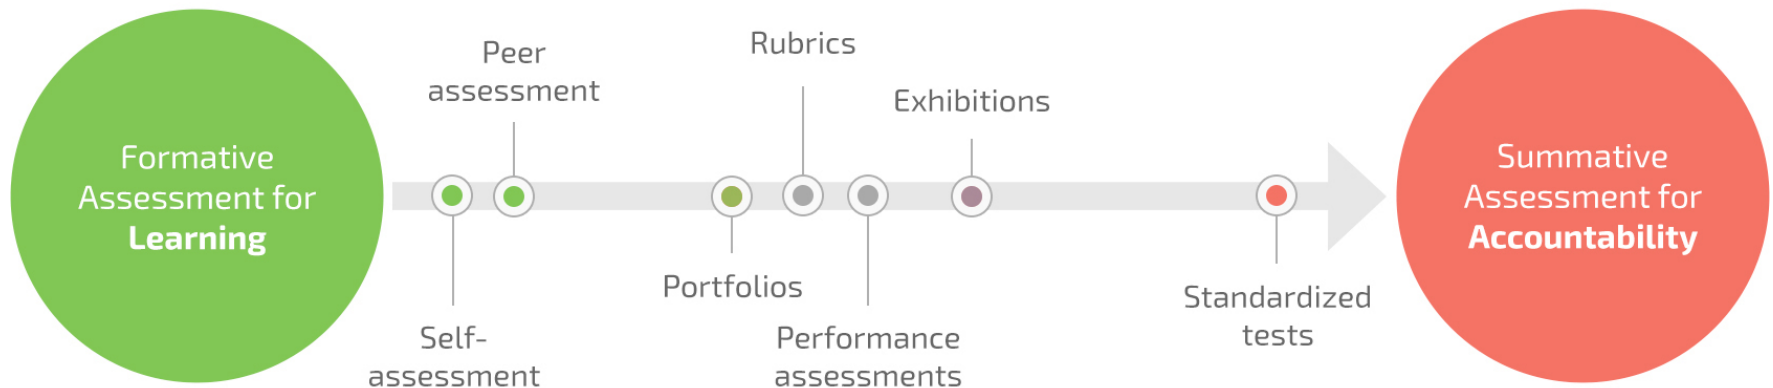 Formative
Assessment for
Learning
Peer
assessment
Self-
assessment
Portfolios
Rubrics
Performance
assessments
Exhibitions
Standardized
tests
Summative
Assessment for
Accountability